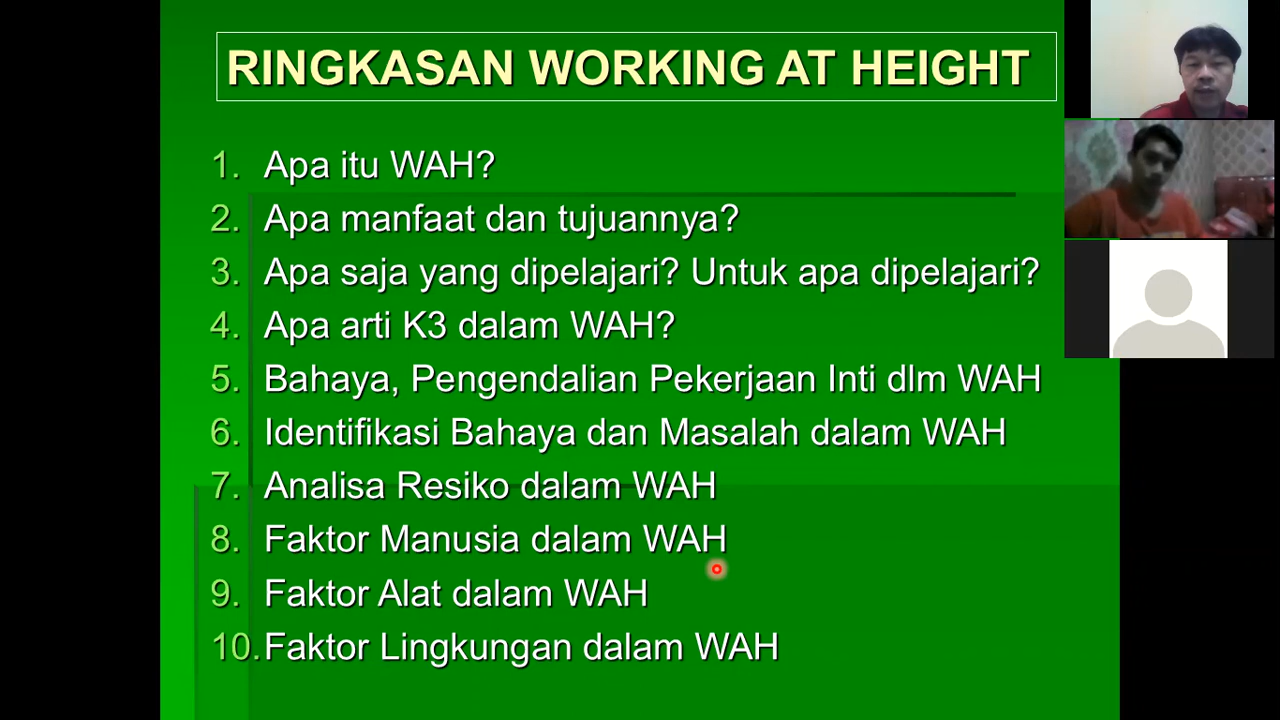 RINGKASAN WORKING AT HEIGHT
1. Apa itu WAH?
2. Apa manfaat dan tujuannya?
3. Apa saja yang dipelajari? Untuk apa dipelajari?
4. Apa arti K3 dalam WAH?
5. Bahaya, Pengendalian Pekerjaan Inti dlm WAH
6. Identifikasi Bahaya dan Masalah dalam WAH
7. Analisa Resiko dalam WAH
8. Faktor Manusia dalam WAH
9. Faktor Alat dalam WAH
10. Faktor Lingkungan dalam WAH